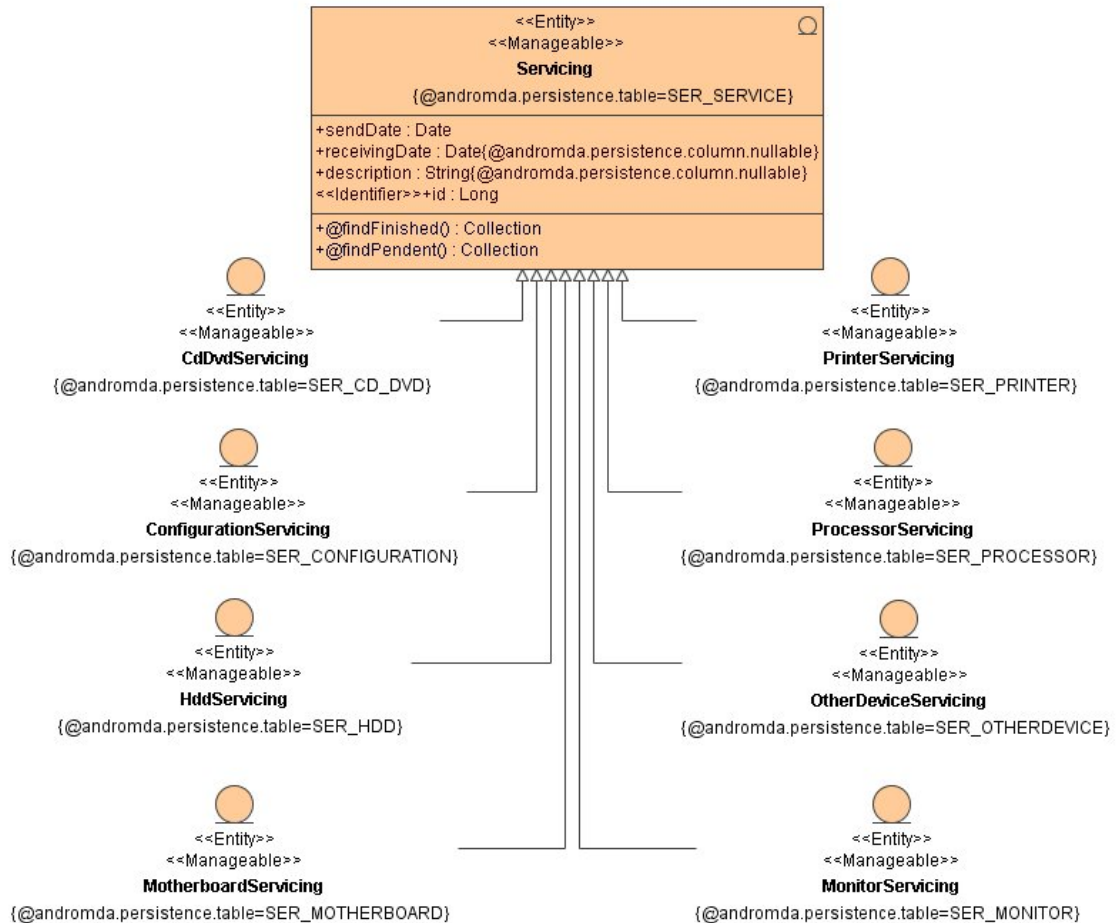 <<Entity>>
<<Manageable>>
Servicing
{@andromda.persistence.table=SER_SERVICE}
+sendDate : Date
+receivingDate : Date{@andromda.persistence.column.nullable}
+description : String{@andromda.persistence.column.nullable}
<<Identifier>>+id : Long
+@findFinished() : Collection
+@findPendent() : Collection
<<Entity>>
<<Manageable>>
CdDvdServicing
{@andromda.persistence.table=SER_CD_DVD}
<<Entity>>
<<Manageable>>
PrinterServicing
{@andromda.persistence.table=SER_PRINTER}
<<Entity>>
<<Manageable>>
ConfigurationServicing
{@andromda.persistence.table=SER_CONFIGURATION}
<<Entity>>
<<Manageable>>
ProcessorServicing
{@andromda.persistence.table=SER_PROCESSOR}
<<Entity>>
<<Manageable>>
HddServicing
{@andromda.persistence.table=SER_HDD}
<<Entity>>
<<Manageable>>
OtherDeviceServicing
{@andromda.persistence.table=SER_OTHERDEVICE}
<<Entity>>
<<Manageable>>
MotherboardServicing
{@andromda.persistence.table=SER_MOTHERBOARD}
<<Entity>>
<<Manageable>>
MonitorServicing
{@andromda.persistence.table=SER_MONITOR}